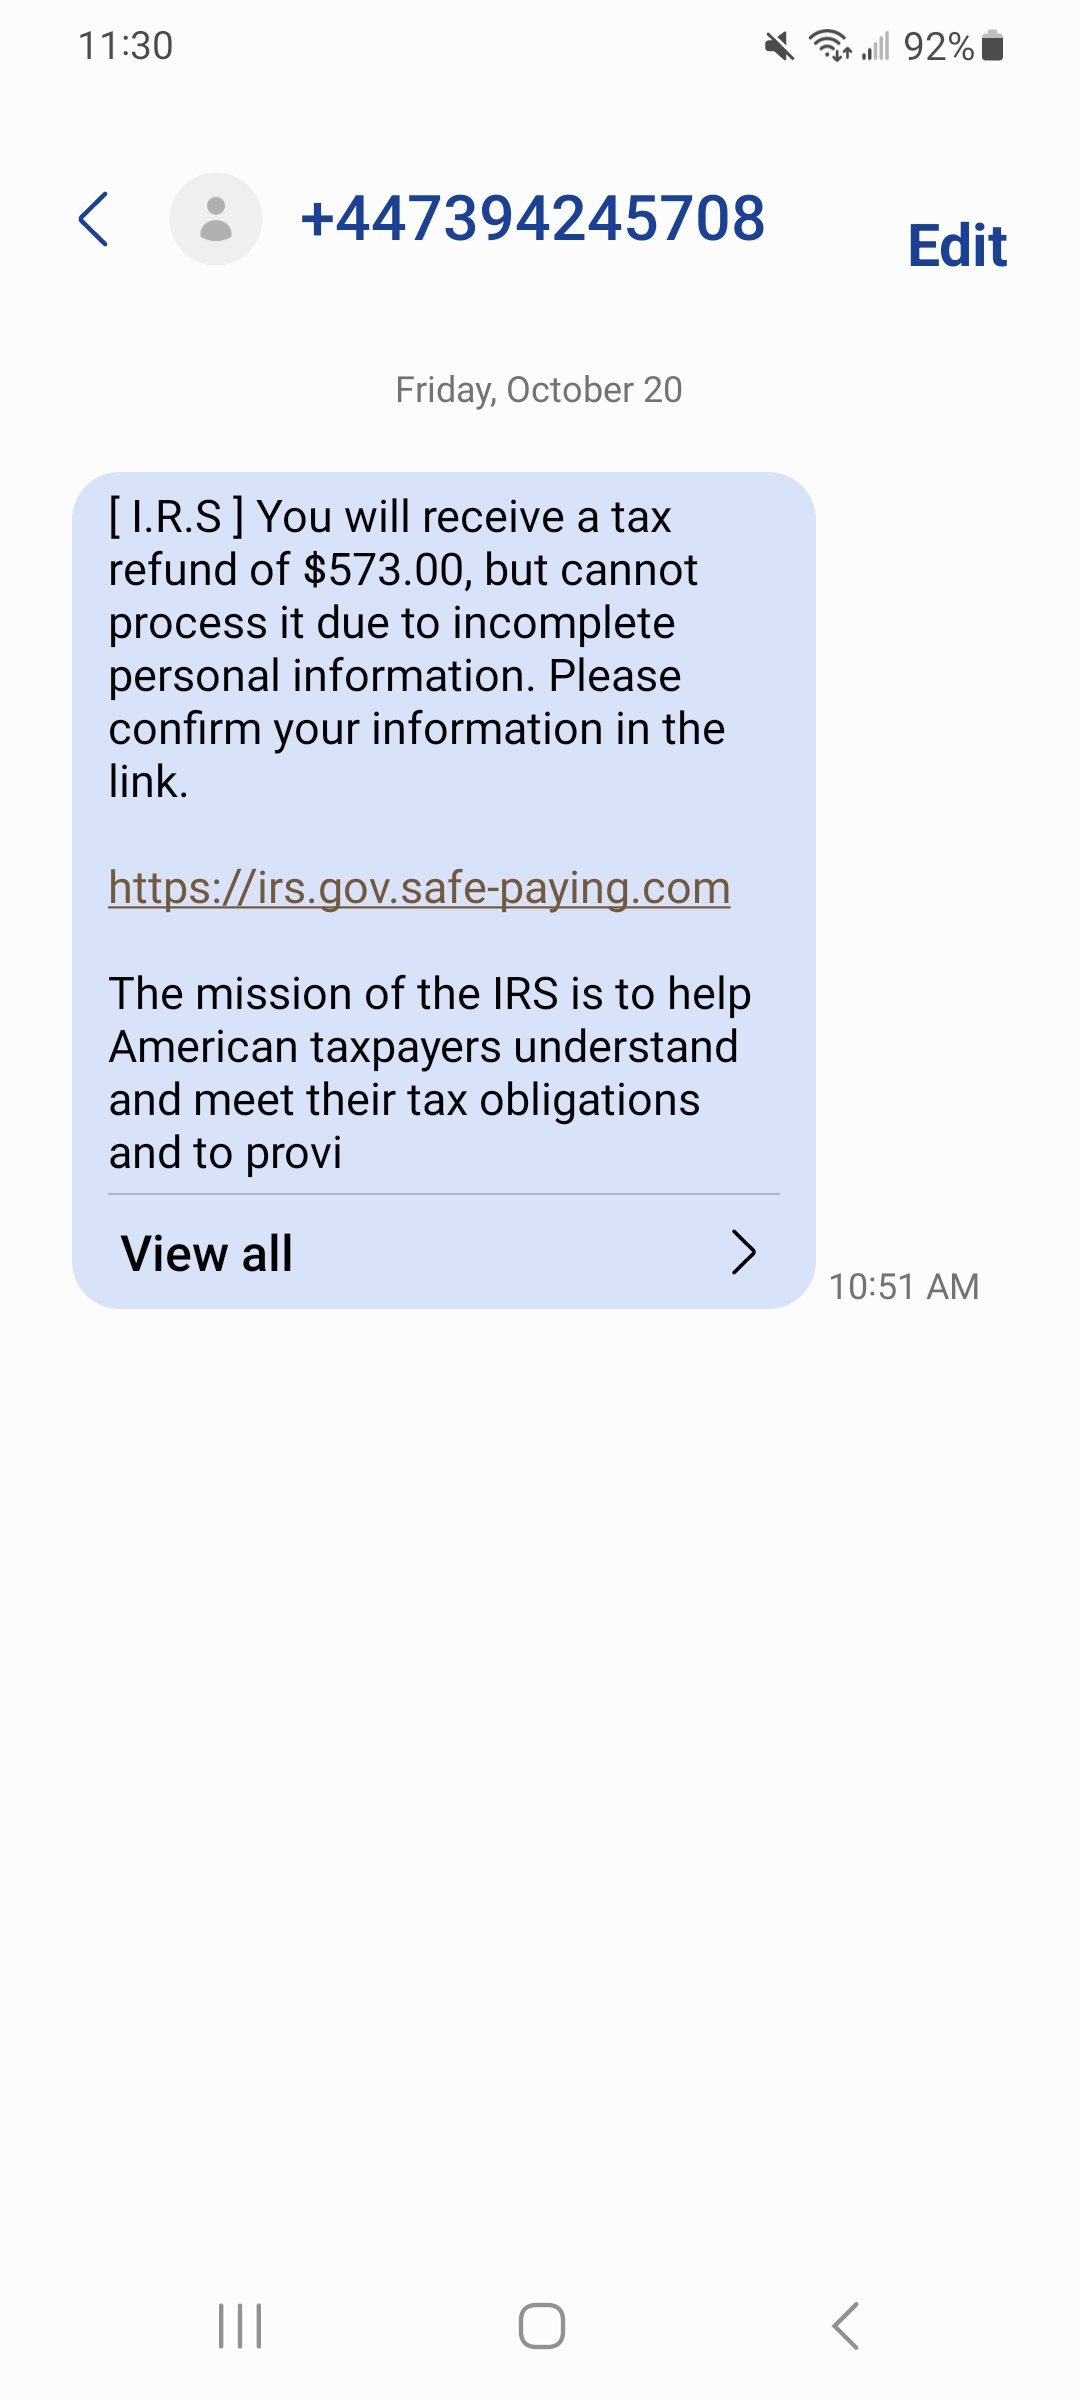 11:30
92%
+447394245708
Edit
Friday, October 20
[ I.R.S ] You will receive a tax
refund of $573.00, but cannot
process it due to incomplete
personal information. Please
confirm your information in the
link.
https://irs.gov.safe-paying.com
The mission of the IRS is to help
American taxpayers understand
and meet their tax obligations
and to provi
View all
10:51 AM